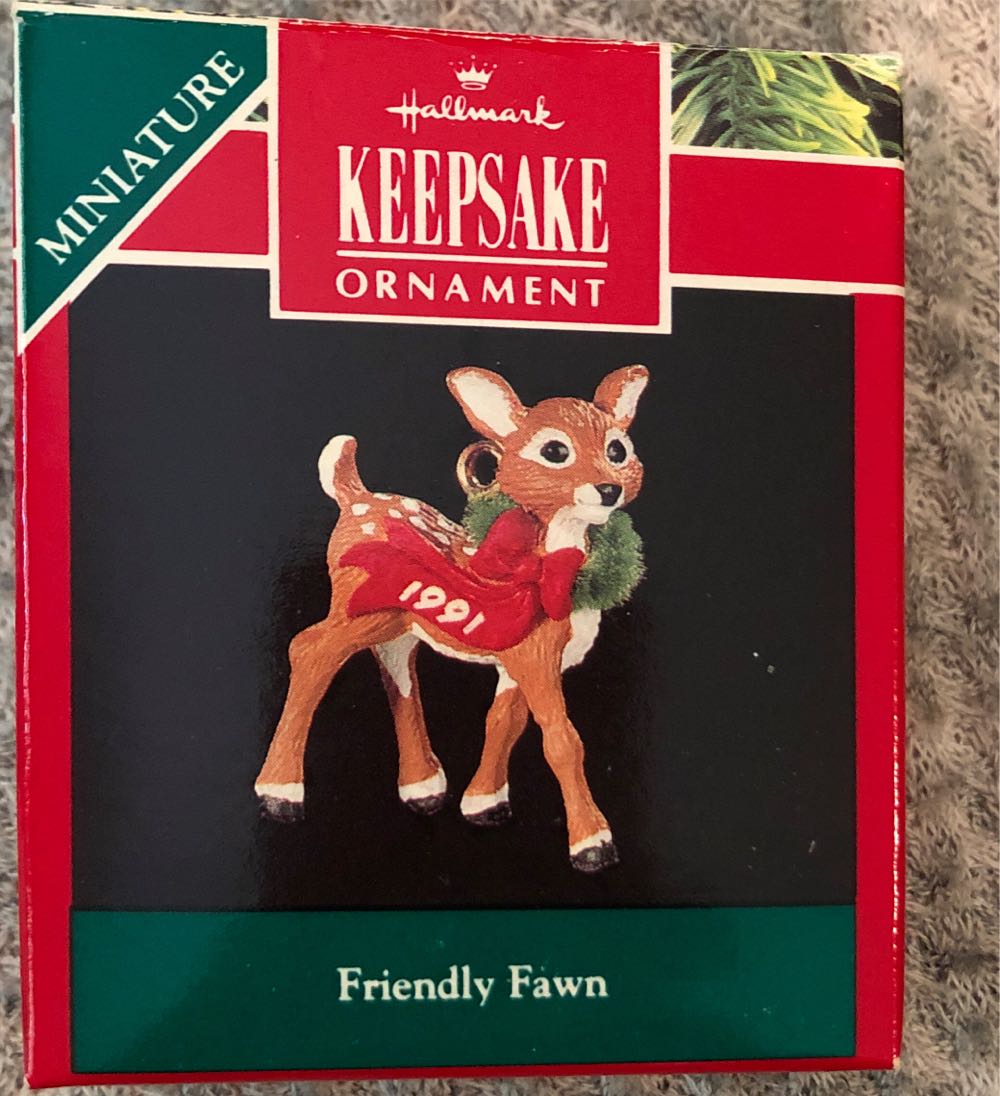 MINIATURE
Hallmark
KEEPSAKE
ORNAMENT
1991
Friendly Fawn